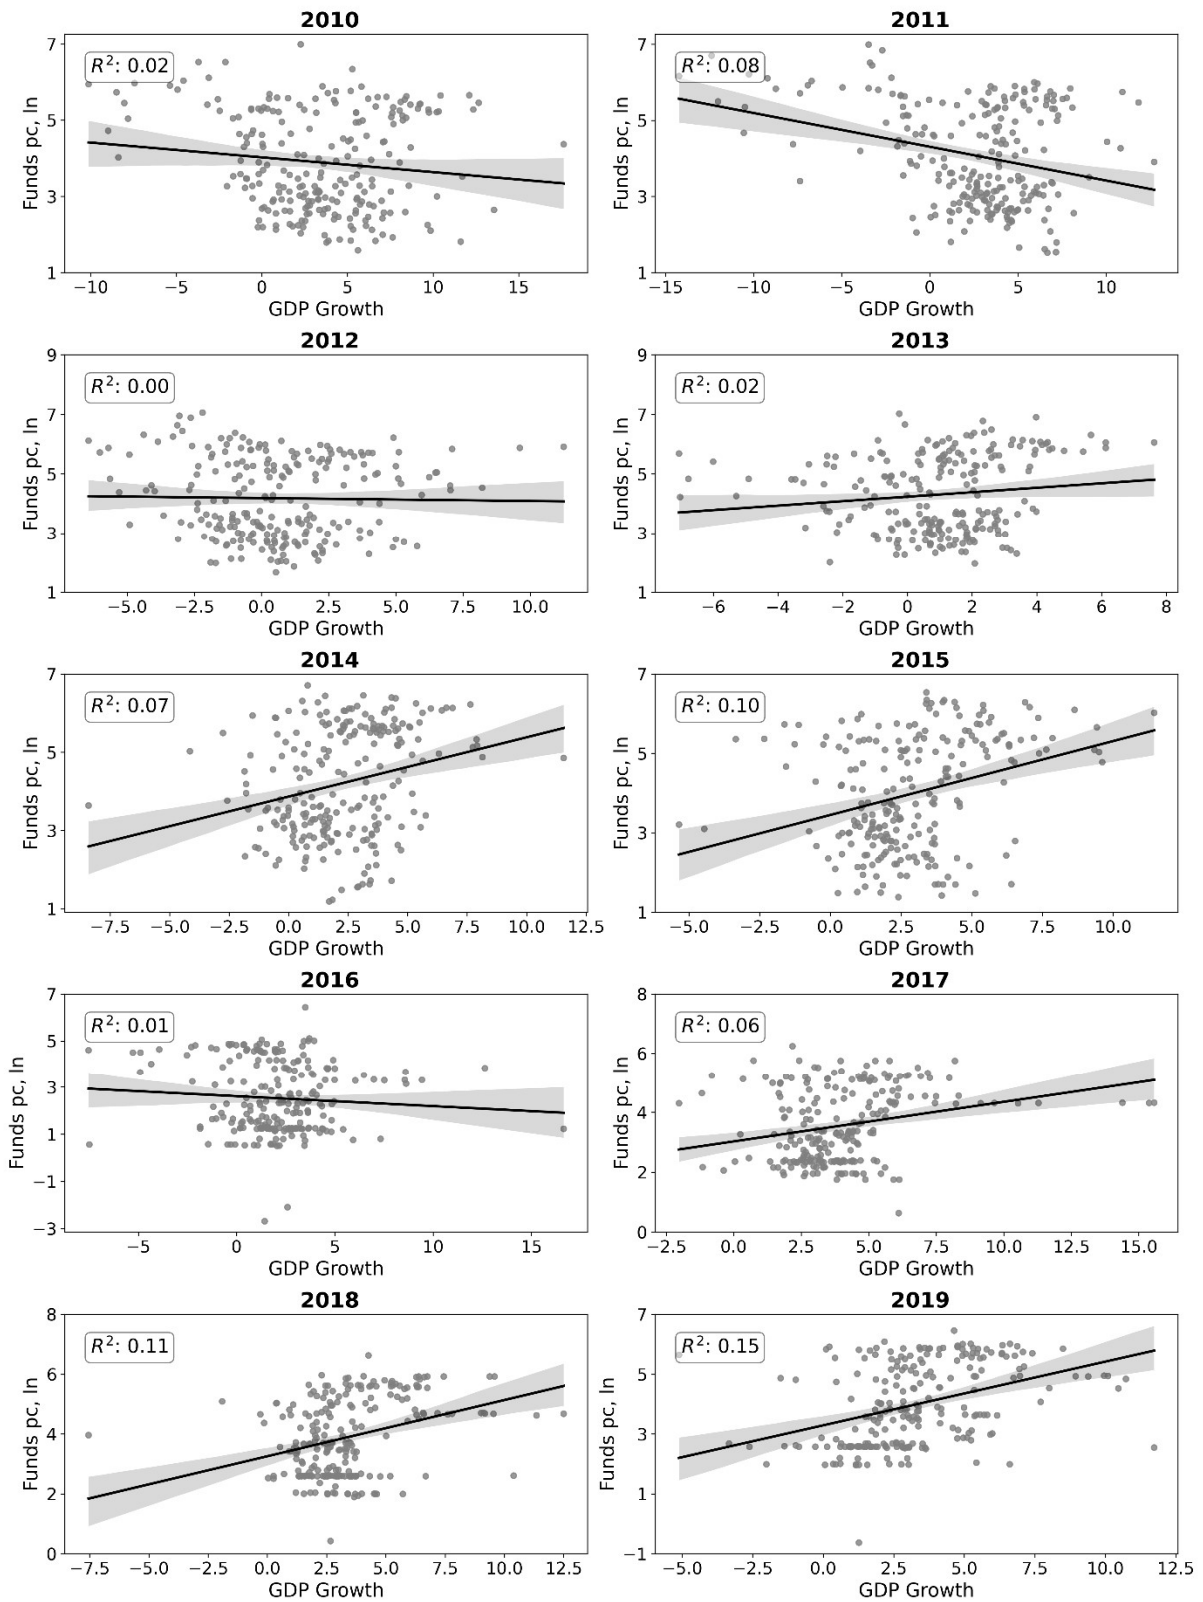 2010
R²: 0.02
Funds pc, ln
7
5
3
1
−10 −5 0 5 10 15
GDP Growth
2011
R²: 0.08
Funds pc, ln
7
5
3
1
−15 −10 −5 0 5 10
GDP Growth
2012
R²: 0.00
Funds pc, ln
9
7
5
3
1
−5.0 −2.5 0.0 2.5 5.0 7.5 10.0
GDP Growth
2013
R²: 0.02
Funds pc, ln
9
7
5
3
1
−6 −4 −2 0 2 4 6 8
GDP Growth
2014
R²: 0.07
Funds pc, ln
7
5
3
1
−7.5 −5.0 −2.5 0.0 2.5 5.0 7.5 10.0 12.5
GDP Growth
2015
R²: 0.10
Funds pc, ln
7
5
3
1
−5.0 −2.5 0.0 2.5 5.0 7.5 10.0
GDP Growth
2016
R²: 0.01
Funds pc, ln
7
5
3
1
−1
−3
−5 0 5 10 15
GDP Growth
2017
R²: 0.06
Funds pc, ln
8
6
4
2
0
−2.5 0.0 2.5 5.0 7.5 10.0 12.5 15.0
GDP Growth
2018
R²: 0.11
Funds pc, ln
8
6
4
2
0
−7.5 −5.0 −2.5 0.0 2.5 5.0 7.5 10.0 12.5
GDP Growth
2019
R²: 0.15
Funds pc, ln
7
5
3
1
−1
−5.0 −2.5 0.0 2.5 5.0 7.5 10.0 12.5
GDP Growth